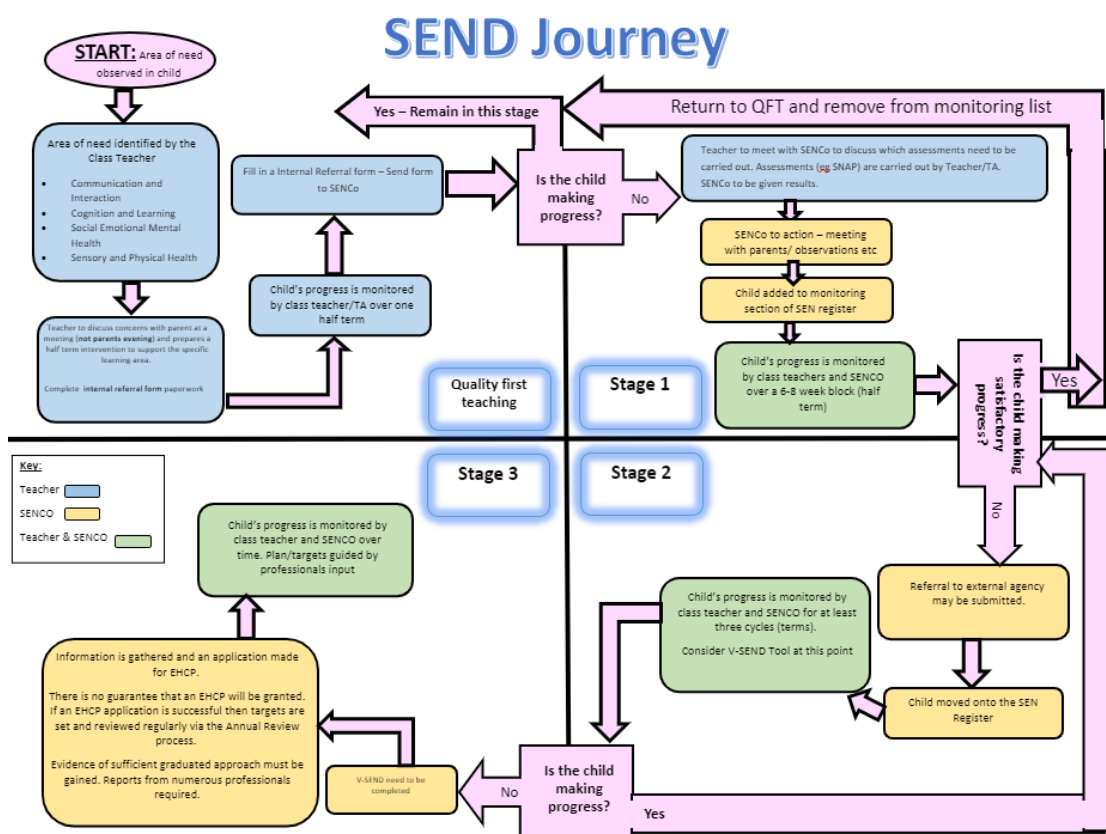 SEND Journey
START: Area of need
observed in child
Area of need identified by the
Class Teacher
• Communication and
Interaction
• Cognition and Learning
• Social Emotional Mental
Health
• Sensory and Physical Health
Teacher to discuss concerns with parent at a
meeting (not parents evening) and prepares a
half term intervention to support the specific
learning area.
Complete internal referral form paperwork
Child's progress is monitored
by class teacher/TA over one
half term
Fill in a Internal Referral form – Send form
to SENCo
Yes – Remain in this stage
Is the child
making
progress?
No
Return to QFT and remove from monitoring list
Teacher to meet with SENCo to discuss which assessments need to be
carried out. Assessments (eg SNAP) are carried out by Teacher/TA.
SENCo to be given results.
SENCo to action – meeting
with parents/ observations etc
Child added to monitoring
section of SEN register
Child's progress is monitored
by class teachers and SENCO
over a 6-8 week block (half
term)
Is the child making
satisfactory
progress?
Yes
No
Quality first
teaching
Stage 1
Stage 3
Stage 2
Key:
Teacher
SENCO
Teacher & SENCO
Referral to external agency
may be submitted.
Child moved onto the SEN
Register
Child's progress is monitored by
class teacher and SENCO for at least
three cycles (terms).
Consider V-SEND Tool at this point
Is the child
making
progress?
Yes
No
V-SEND need to be
completed
Information is gathered and an application made
for EHCP.
There is no guarantee that an EHCP will be granted.
If an EHCP application is successful then targets are
set and reviewed regularly via the Annual Review
process.
Evidence of sufficient graduated approach must be
gained. Reports from numerous professionals
required.
Child's progress is monitored by
class teacher and SENCO over
time. Plan/targets guided by
professionals input